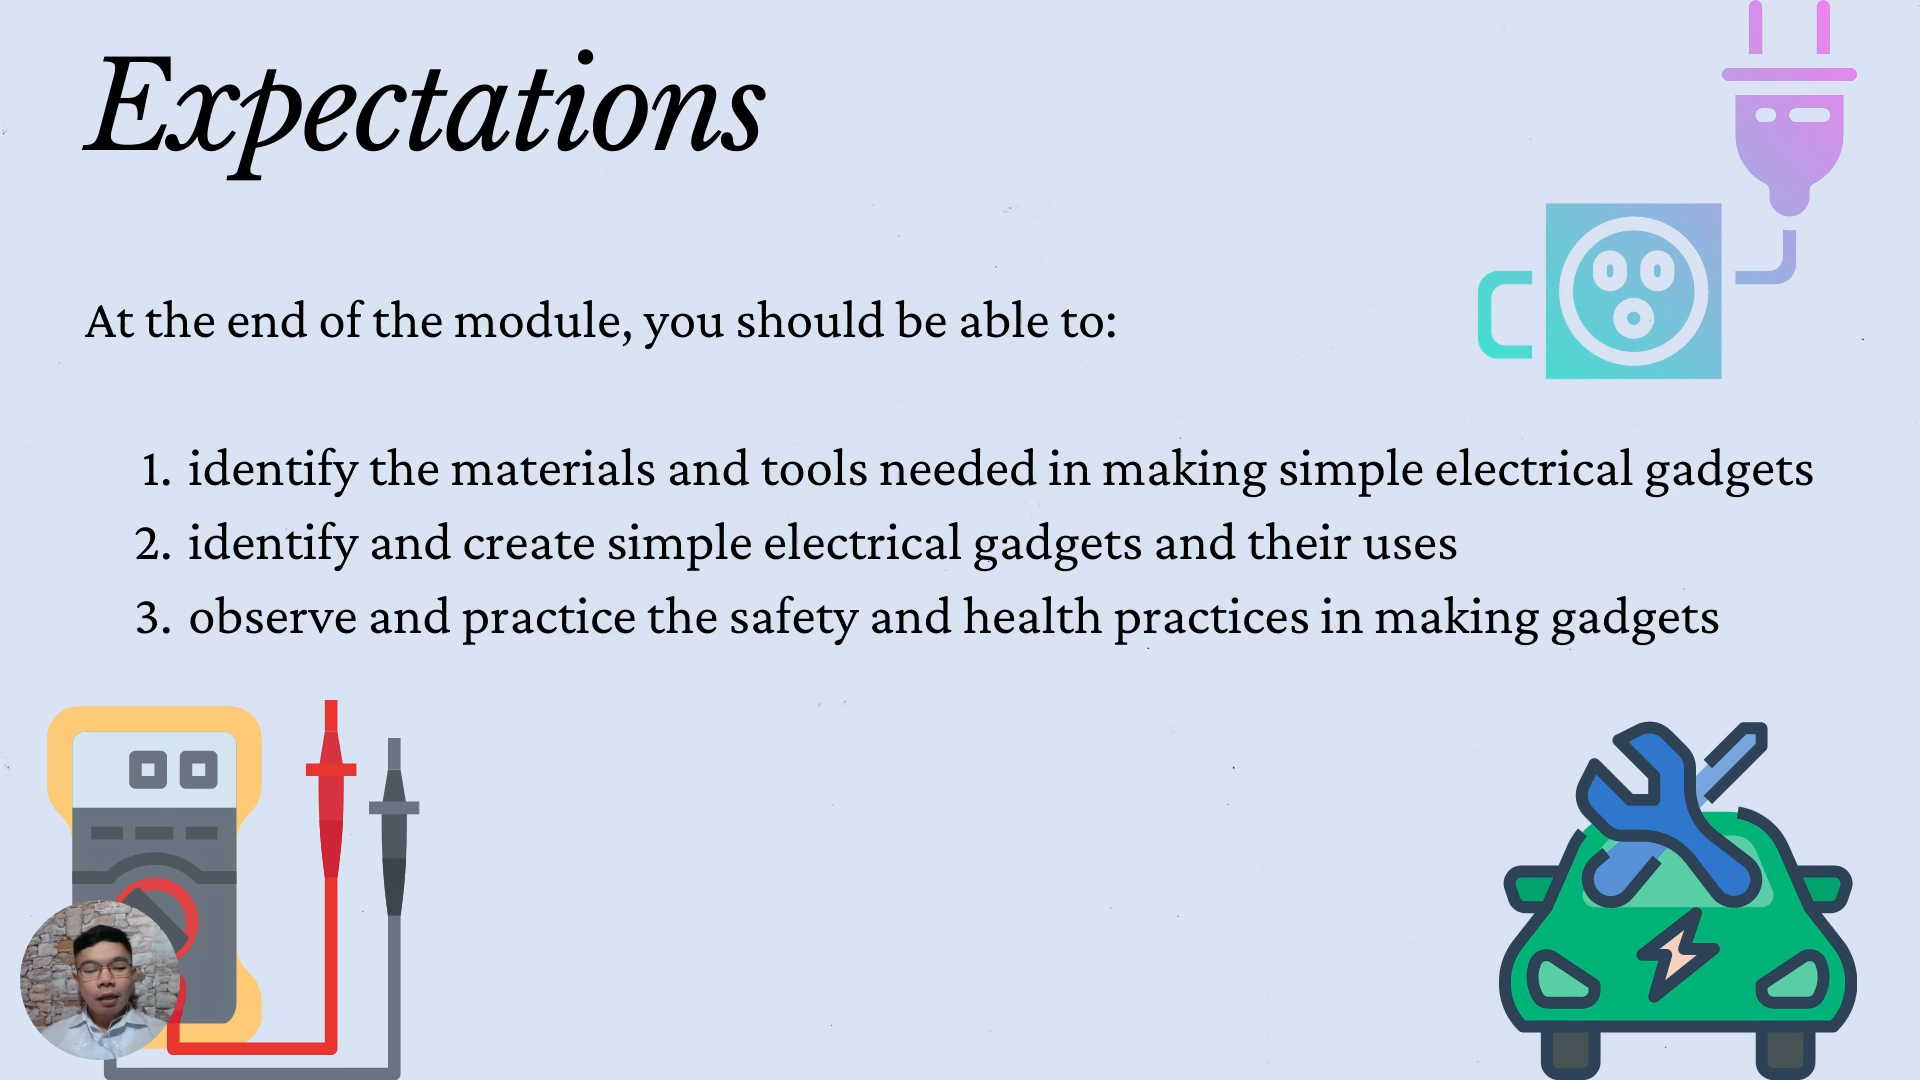 Expectations
At the end of the module, you should be able to:
1. identify the materials and tools needed in making simple electrical gadgets
2. identify and create simple electrical gadgets and their uses
3. observe and practice the safety and health practices in making gadgets